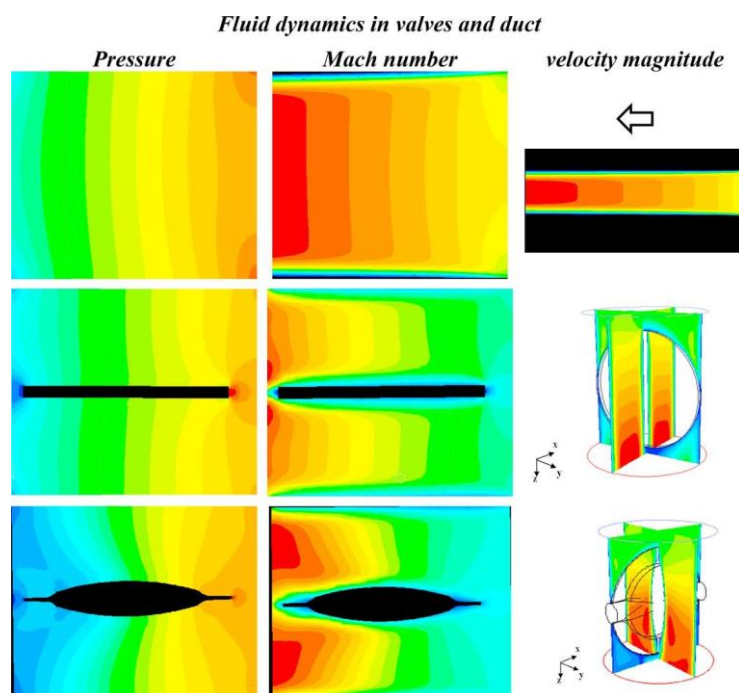 Fluid dynamics in valves and duct
Pressure Mach number velocity magnitude
x
y
z
x
y
z